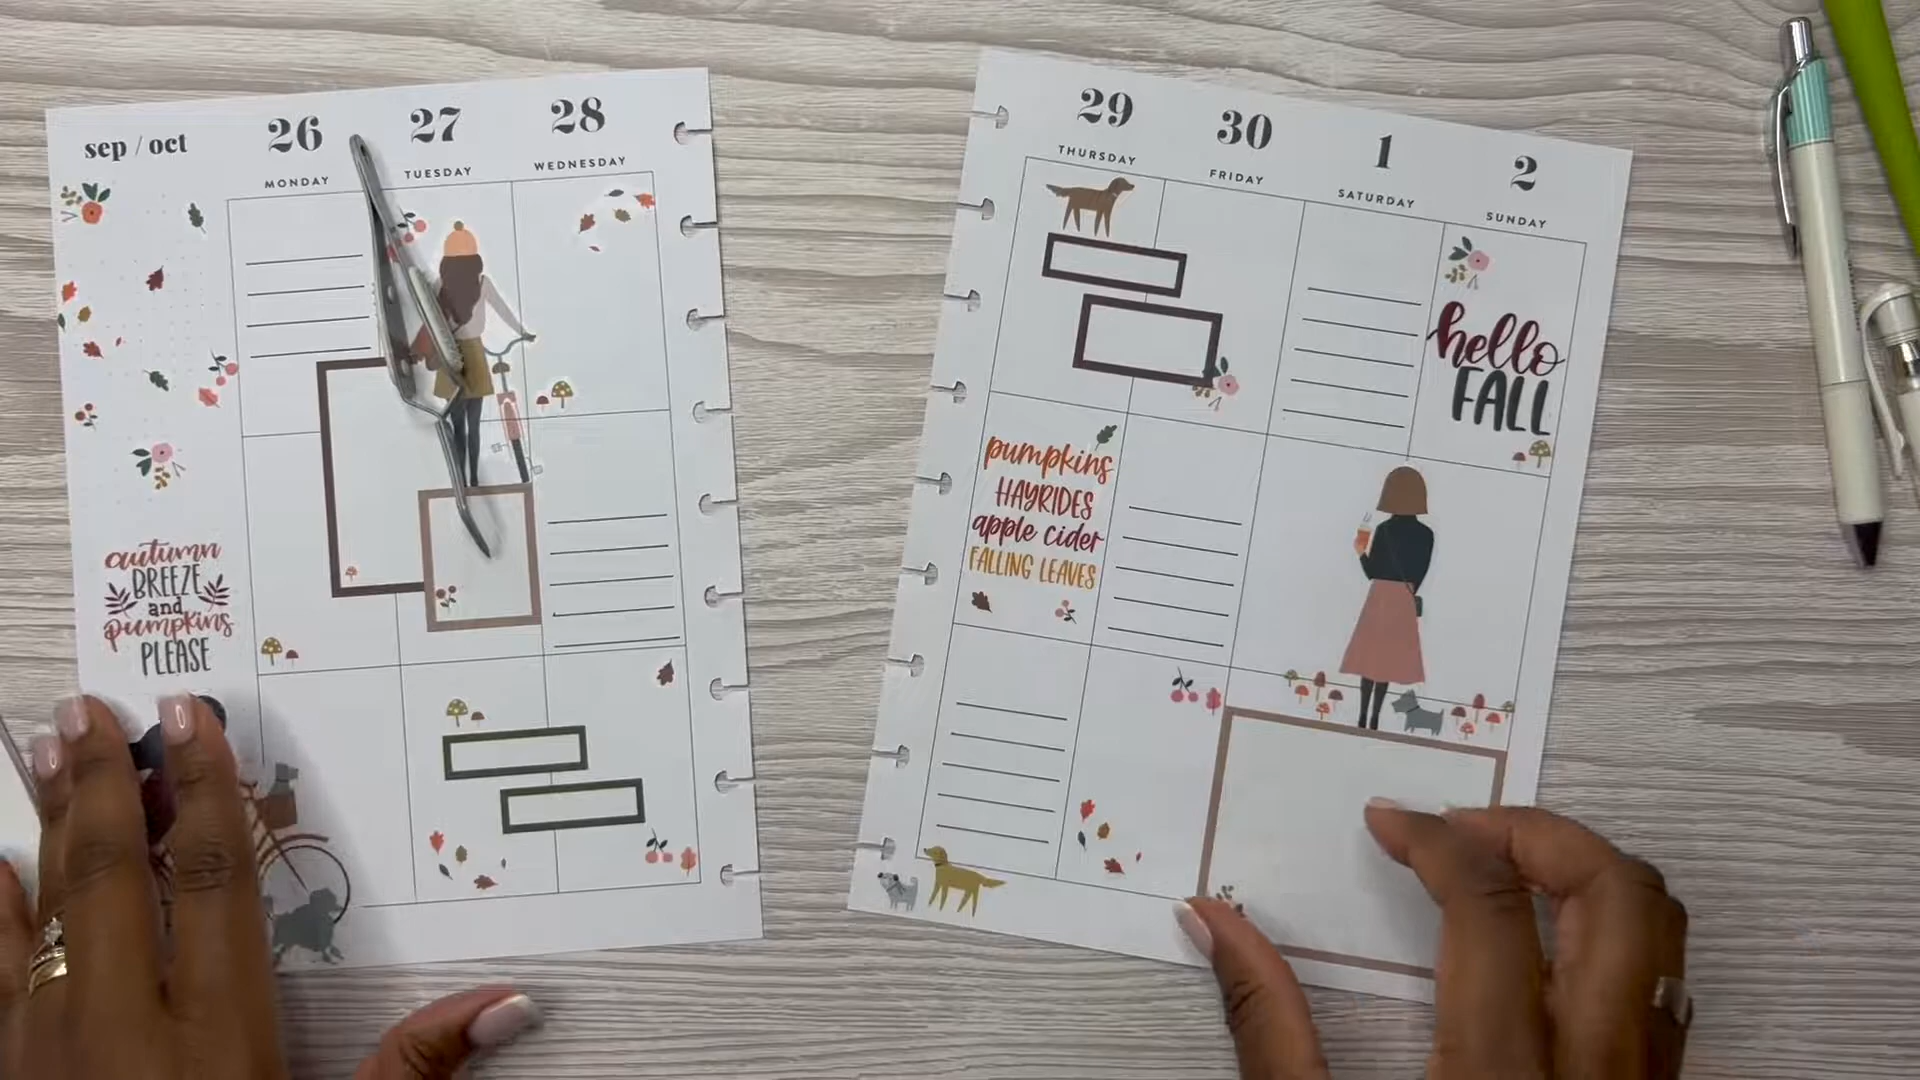 sep / oct
26
MONDAY
27
TUESDAY
28
WEDNESDAY
autumn
BREEZE
and
pumpkins
PLEASE
29
THURSDAY
30
FRIDAY
1
SATURDAY
2
SUNDAY
hello
FALL
pumpkins
HAYRIDES
apple cider
FALLING LEAVES